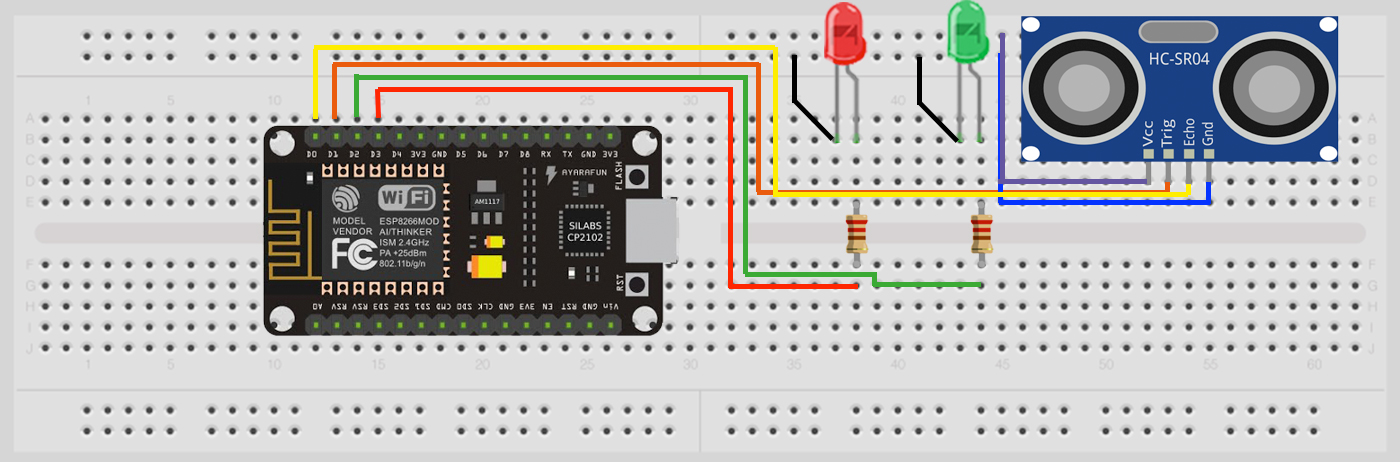 1 5 10 15 20 25 30 35 40 45 50 55 60
A A
B B
C C
D D
E E
F F
G G
H H
I I
J J
1 5 10 15 20 25 30 35 40 45 50 55 60
D0 D1 D2 D3 D4 3V3 GND D5 D6 D7 D8 RX TX GND 3V3
WiFi
MODEL
VENDOR
ESP8266MOD
AI/THINKER
ISM 2.4GHz
PA +25dBm
802.11b/g/n
FC
AM1117
AYARAFUN
FLASH
SILABS
CP2102
RST
A0 RSV RSV SD3 SD2 SD1 CMD SD0 CLK GND 3V3 EN RST GND Vin
HC-SR04
Vcc
Trig
Echo
Gnd